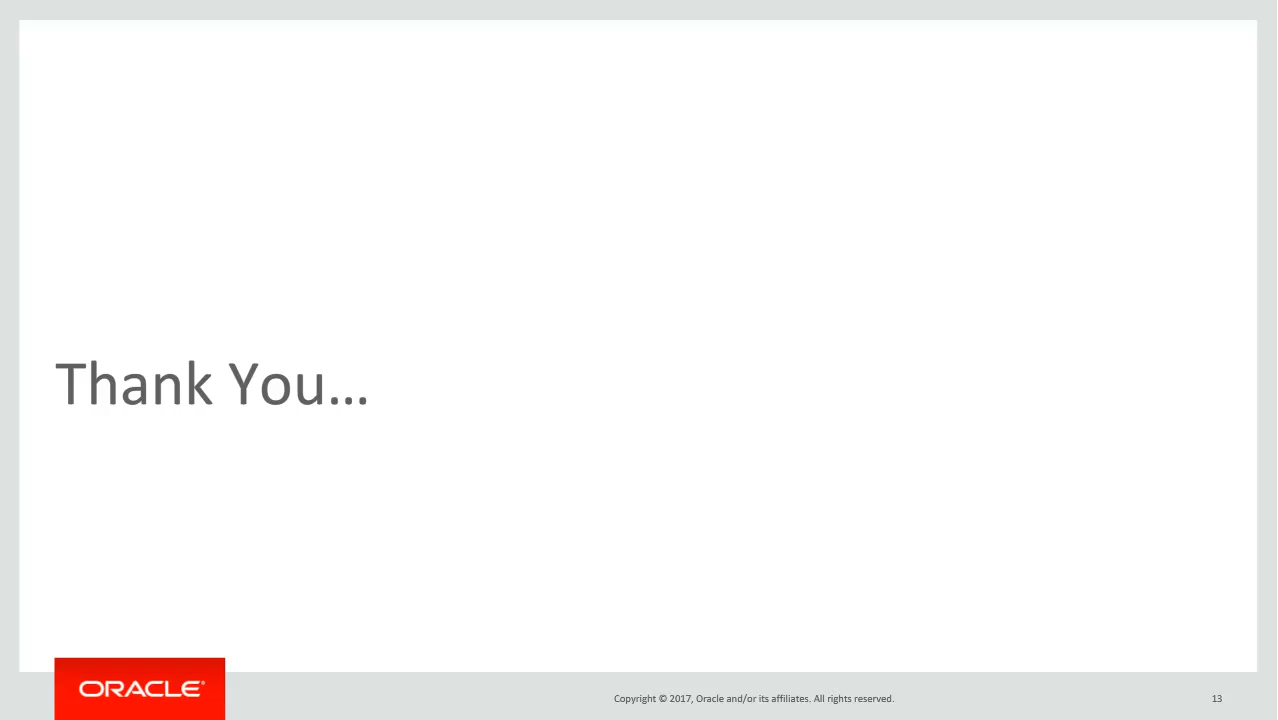 Thank You...
ORACLE®
Copyright © 2017, Oracle and/or its affiliates. All rights reserved.
13